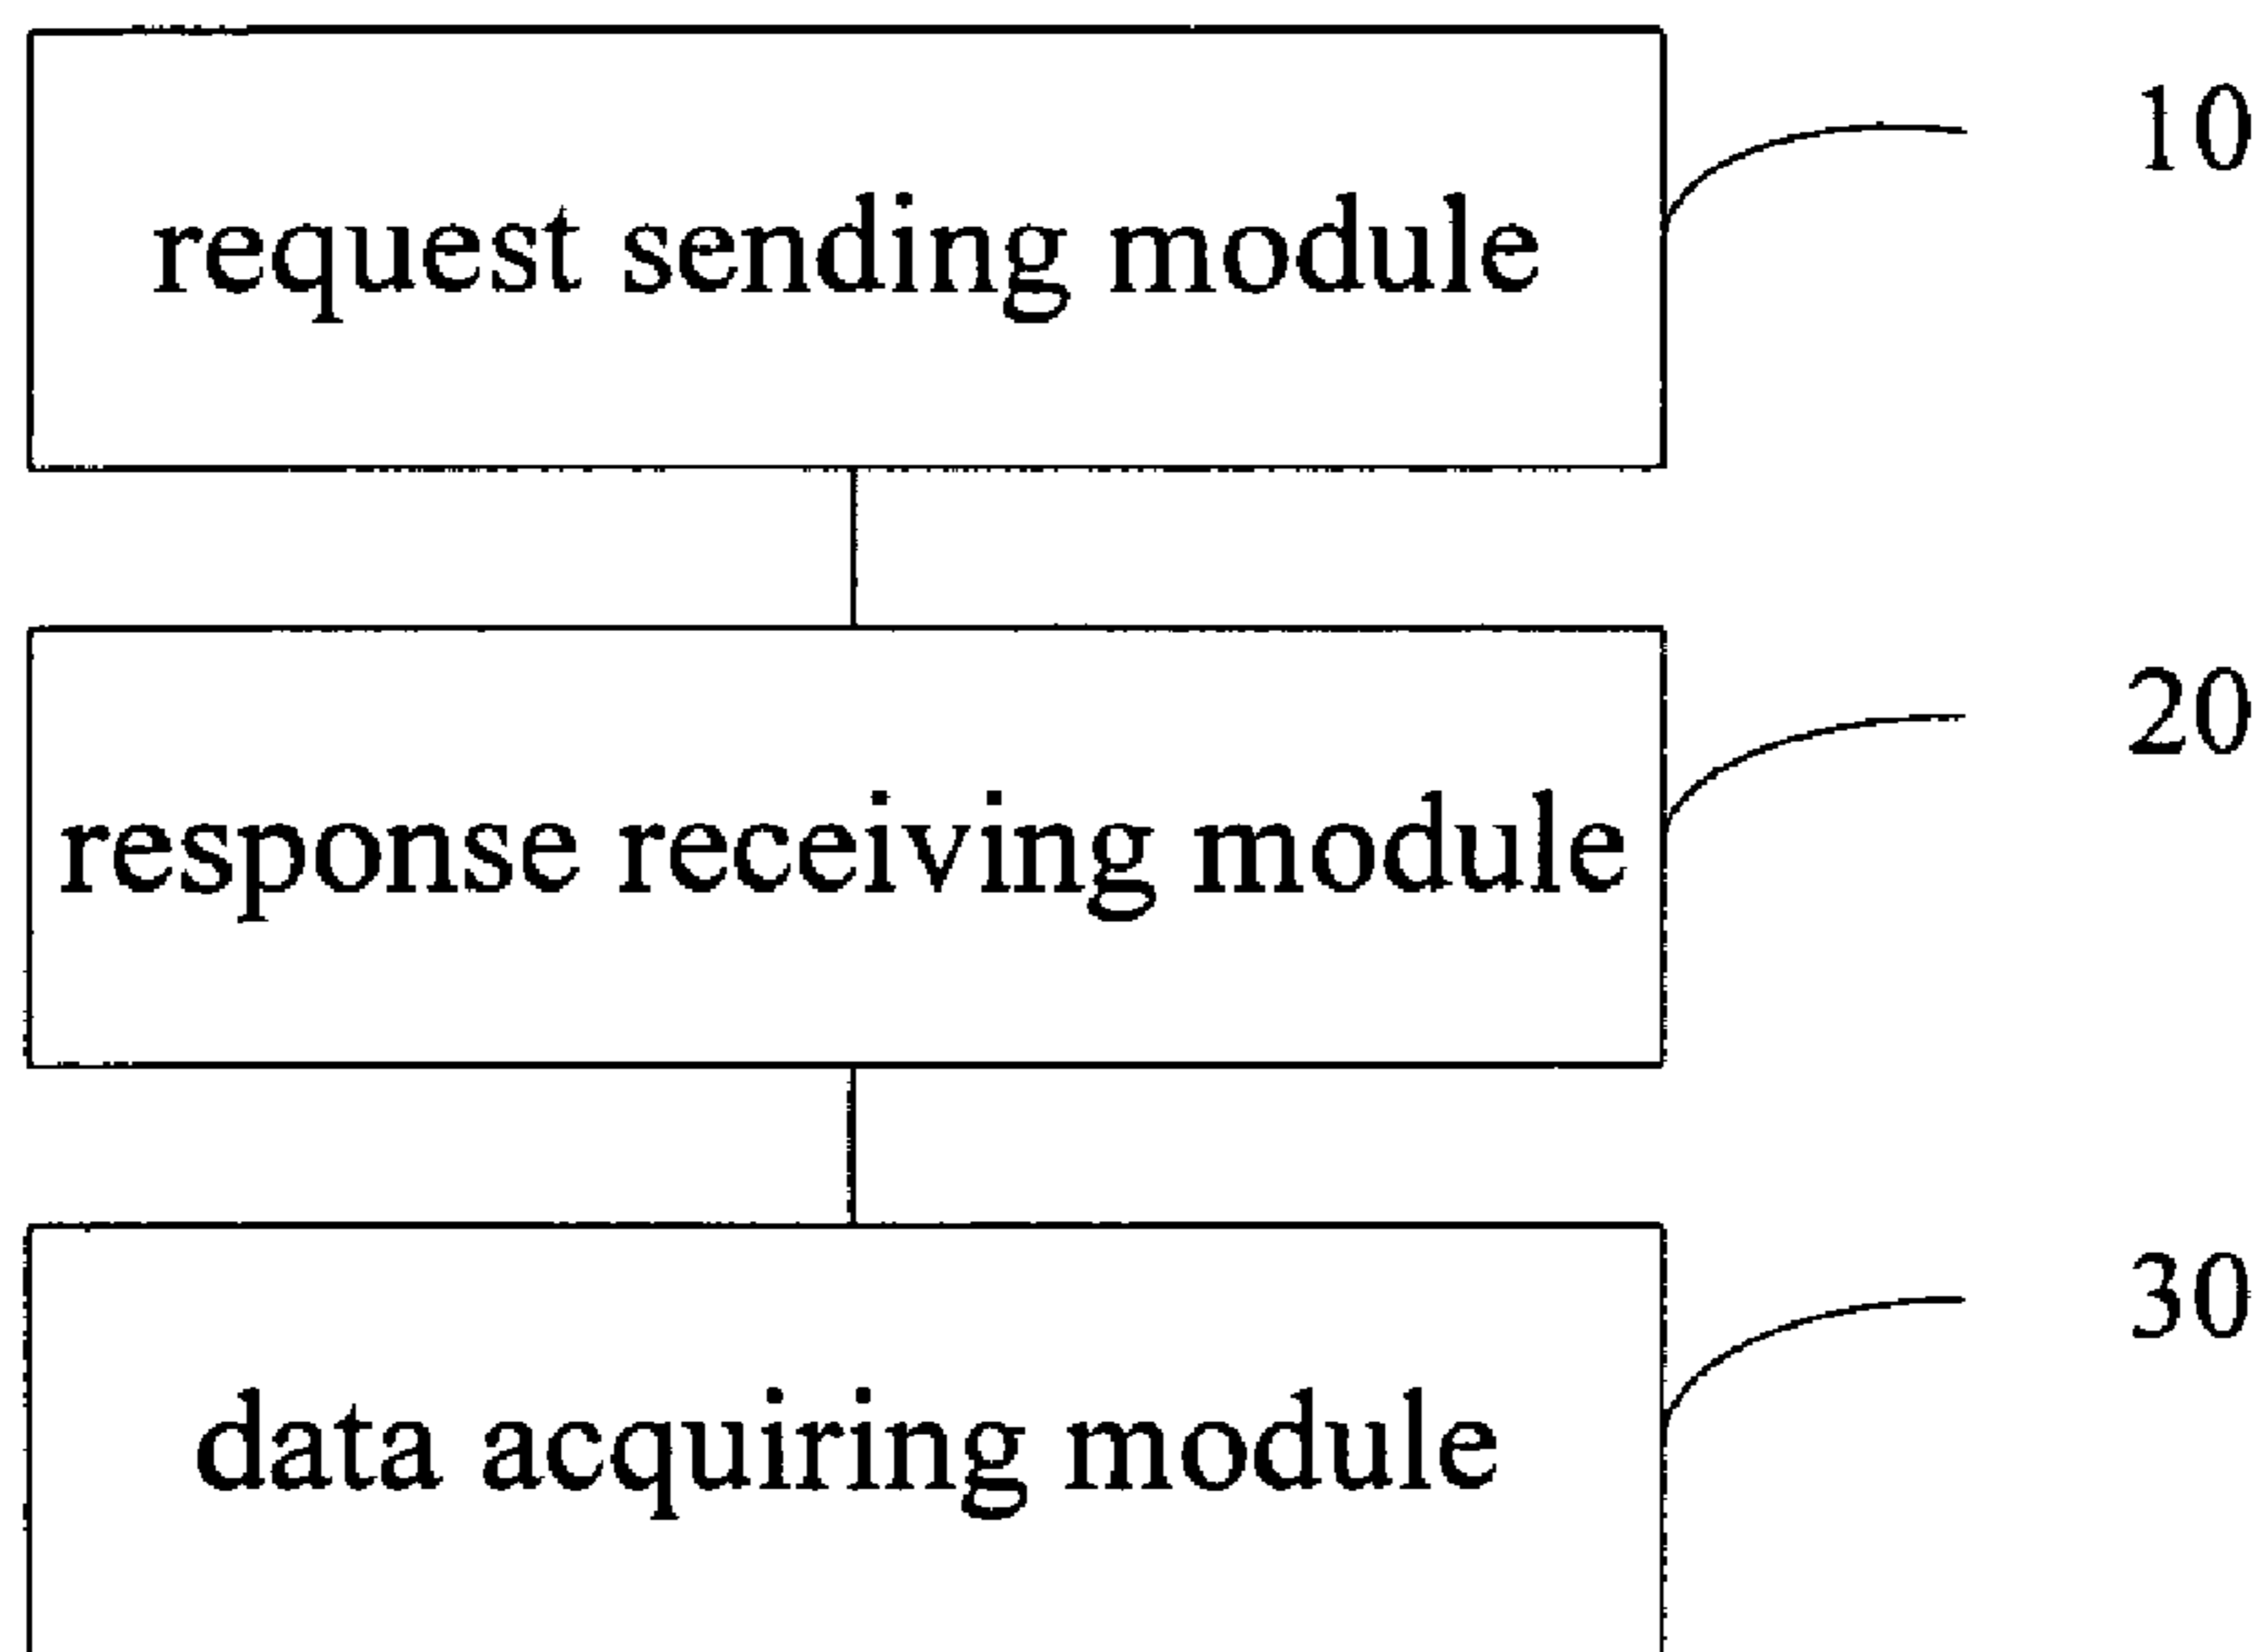 10
request sending module
20
response receiving module
30
data acquiring module